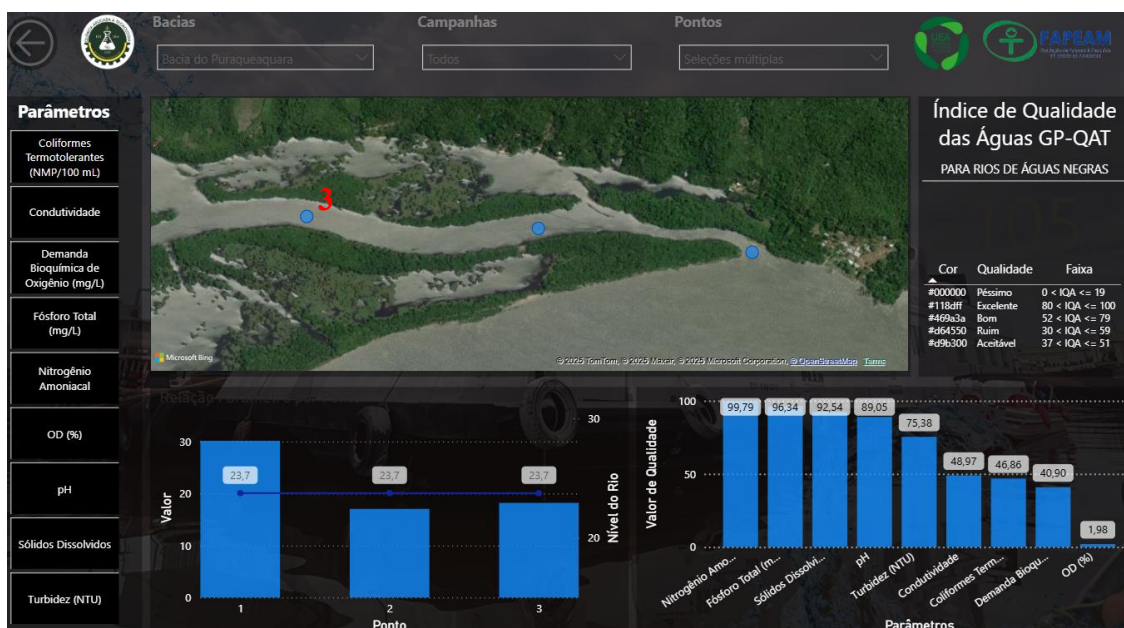 Bacias
Campanhas
Pontos
Bacia do Puraqueaquara
Todos
Seleções múltiplas
UEA
FAPEAM
Parâmetros
Coliformes
Termotolerantes
(NMP/100 mL)
Condutividade
Demanda
Bioquímica de
Oxigênio (mg/L)
Fósforo Total
(mg/L)
Nitrogênio
Amoniacal
OD (%)
pH
Sólidos Dissolvidos
Turbidez (NTU)
3
Microsoft Bing
© 2025 TomTom, © 2025 Maxar, © 2025 Microsoft Corporation, © OpenStreetMap Terms
Índice de Qualidade
das Águas GP-QAT
PARA RIOS DE ÁGUAS NEGRAS
Cor Qualidade Faixa
#000000 Péssimo 0 < IQA <= 19
#118dff Excelente 80 < IQA <= 100
#469a3a Bom 52 < IQA <= 79
#d64550 Ruim 30 < IQA <= 59
#d9b300 Aceitável 37 < IQA <= 51
Valor
30
20
10
0
23,7
23,7
23,7
30
20
Nível do Rio
1
2
3
Ponto
Valor de Qualidade
100
50
0
99,79
96,34
92,54
89,05
75,38
48,97
46,86
40,90
1,98
Nitrogênio Amo...
Fósforo Total (m...
Sólidos Dissolvi...
pH
Turbidez (NTU)
Condutividade
Coliformes Term...
Demanda Bioqu...
OD (%)
Parâmetros